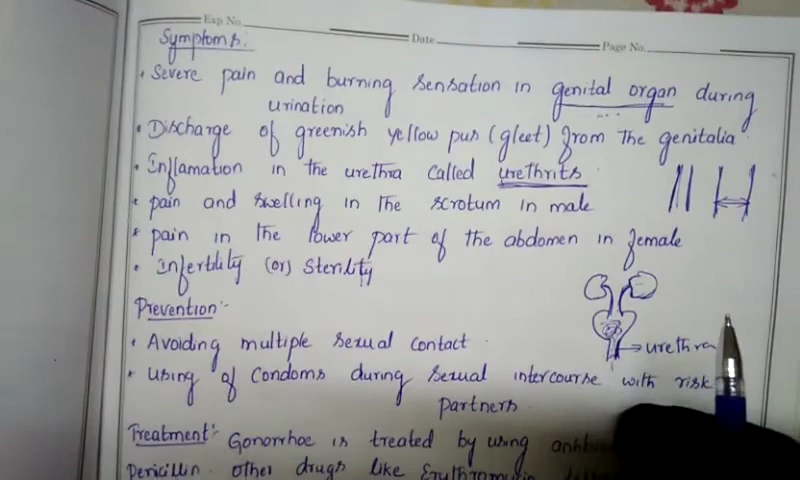 Exp No.
Date
Page No.
Symptoms:
Severe pain and burning sensation in genital organ during
urination
Discharge of greenish yellow pus (gleet) from the genitalia
Inflamation in the urethra called urethrits
pain and swelling in the scrotum in male
pain in the lower part of the abdomen in female
Infertility (or) Sterility
Prevention:-
Avoiding multiple sexual contact.
urethra
using of condoms during sexual intercourse with risk
partners.
Treatment:- Gonorrhoe is treated by using
Penicillin. Other drugs like